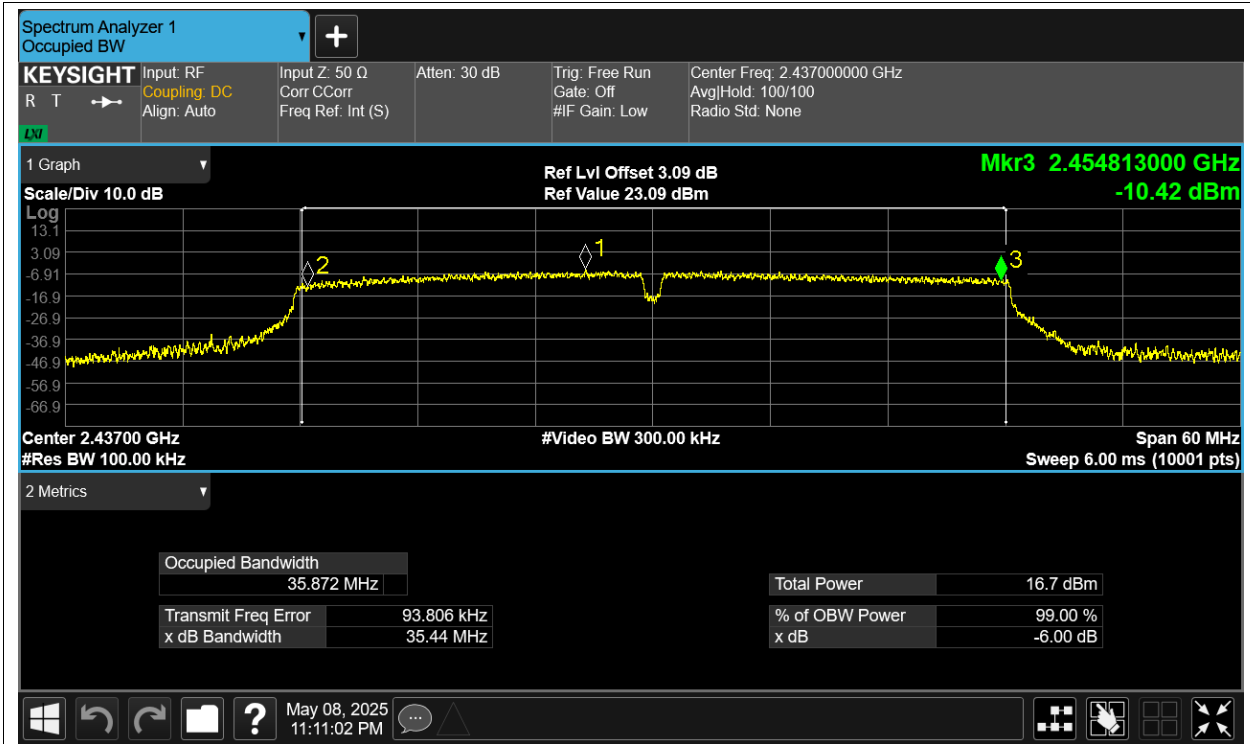 Spectrum Analyzer 1
Occupied BW
+
KEYSIGHT
R T
LXI
Input: RF
Coupling: DC
Align: Auto
Input Z: 50 Ω
Corr CCorr
Freq Ref: Int (S)
Atten: 30 dB
Trig: Free Run
Gate: Off
#IF Gain: Low
Center Freq: 2.437000000 GHz
Avg|Hold: 100/100
Radio Std: None
1 Graph
Scale/Div 10.0 dB
Ref Lvl Offset 3.09 dB
Ref Value 23.09 dBm
Mkr3 2.454813000 GHz
-10.42 dBm
Log
13.1
3.09
-6.91
-16.9
-26.9
-36.9
-46.9
-56.9
-66.9
2
1
3
Center 2.43700 GHz
#Res BW 100.00 kHz
#Video BW 300.00 kHz
Span 60 MHz
Sweep 6.00 ms (10001 pts)
2 Metrics
Occupied Bandwidth
35.872 MHz
Transmit Freq Error 93.806 kHz
x dB Bandwidth 35.44 MHz
Total Power 16.7 dBm
% of OBW Power 99.00 %
x dB -6.00 dB
?
May 08, 2025
11:11:02 PM